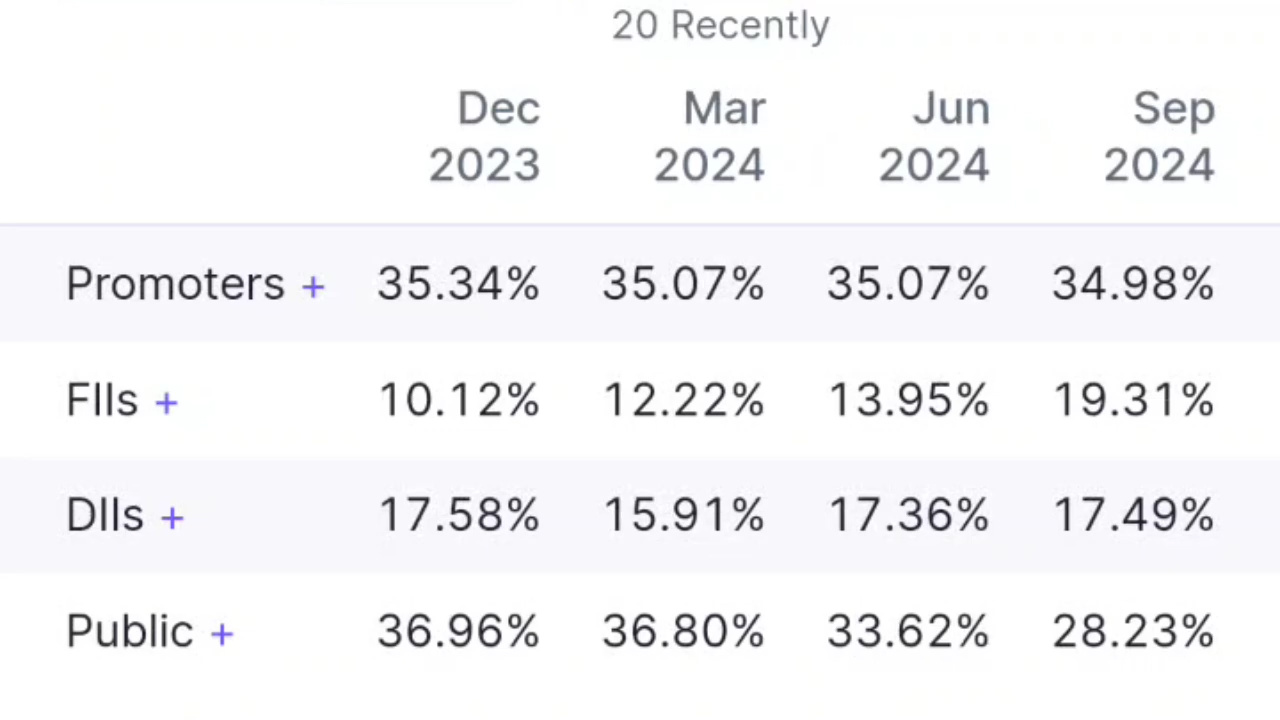 20 Recently
Dec Mar Jun Sep
2023 2024 2024 2024
Promoters + 35.34% 35.07% 35.07% 34.98%
FIIs + 10.12% 12.22% 13.95% 19.31%
DIIs + 17.58% 15.91% 17.36% 17.49%
Public + 36.96% 36.80% 33.62% 28.23%